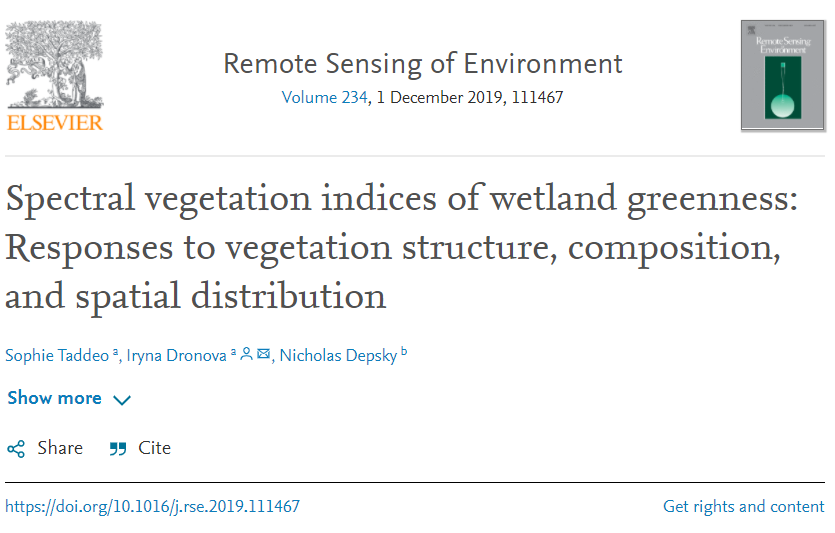 ELSEVIER
Remote Sensing of Environment
Volume 234, 1 December 2019, 111467
Remote Sensing
Environment
Spectral vegetation indices of wetland greenness:
Responses to vegetation structure, composition,
and spatial distribution
Sophie Taddeo a, Iryna Dronova a, Nicholas Depsky b
Show more
Share
Cite
https://doi.org/10.1016/j.rse.2019.111467
Get rights and content